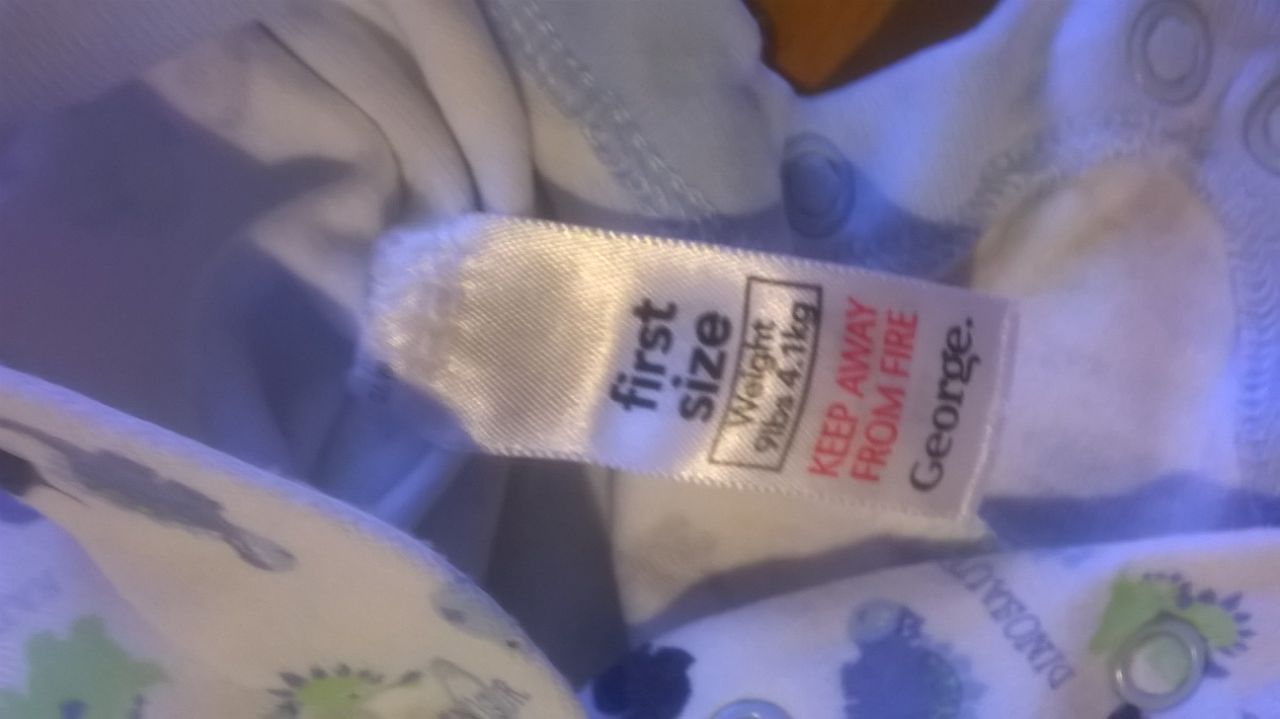 first
size
Weight
9lbs 4.1kg
KEEP AWAY
FROM FIRE
George.